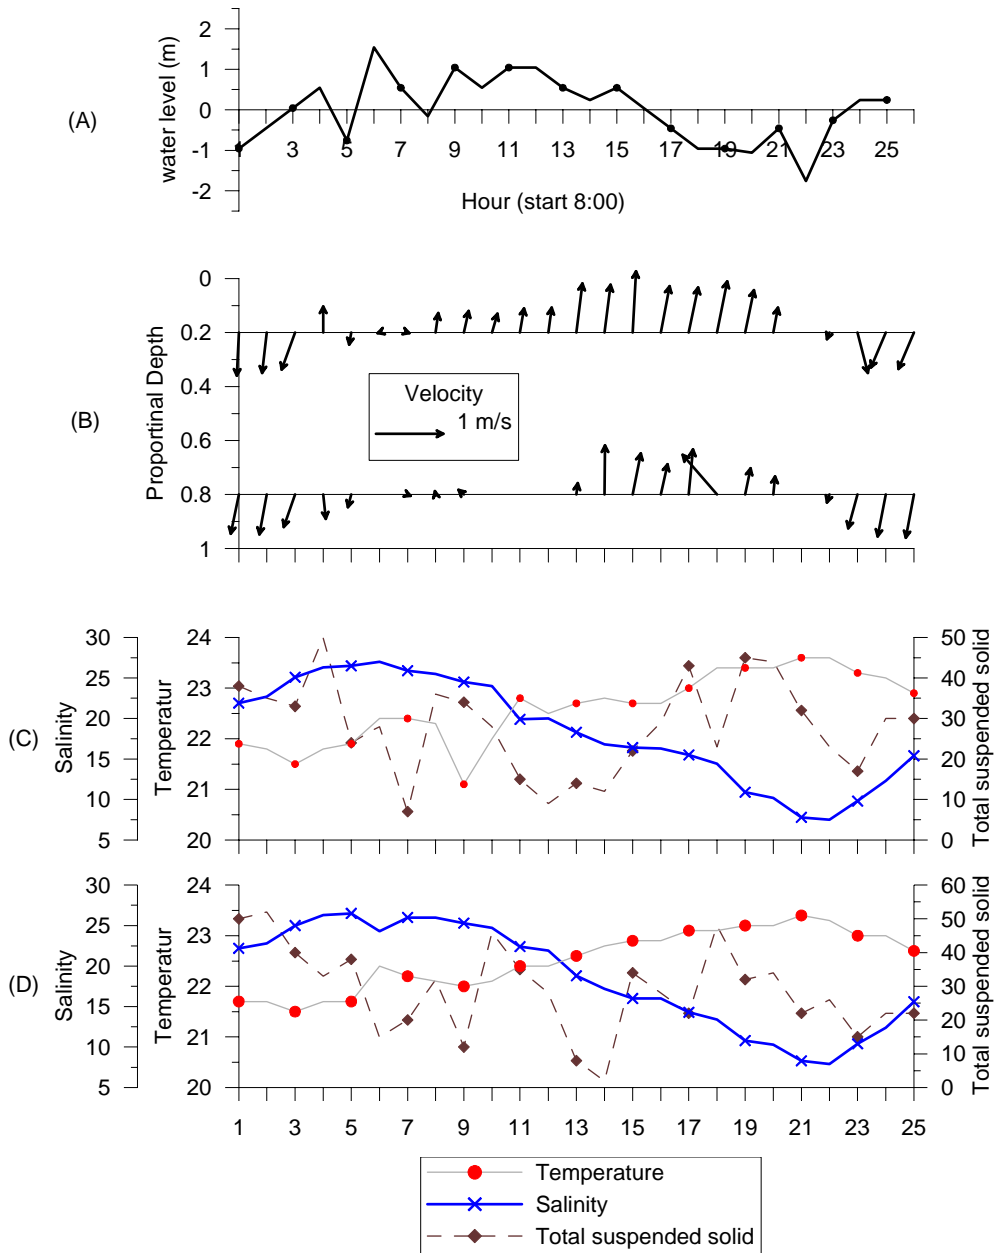 (A)
water level (m)
2
1
0
-1
-2
1 3 5 7 9 11 13 15 17 19 21 23 25
Hour (start 8:00)
(B)
Proportinal Depth
0
0.2
0.4
0.6
0.8
1
Velocity
1 m/s
(C)
Salinity
30
25
20
15
10
5
Temperatur
24
23
22
21
20
Total suspended solid
50
40
30
20
10
0
(D)
Salinity
30
25
20
15
10
5
Temperatur
24
23
22
21
20
Total suspended solid
60
50
40
30
20
10
0
1 3 5 7 9 11 13 15 17 19 21 23 25
Temperature
Salinity
Total suspended solid